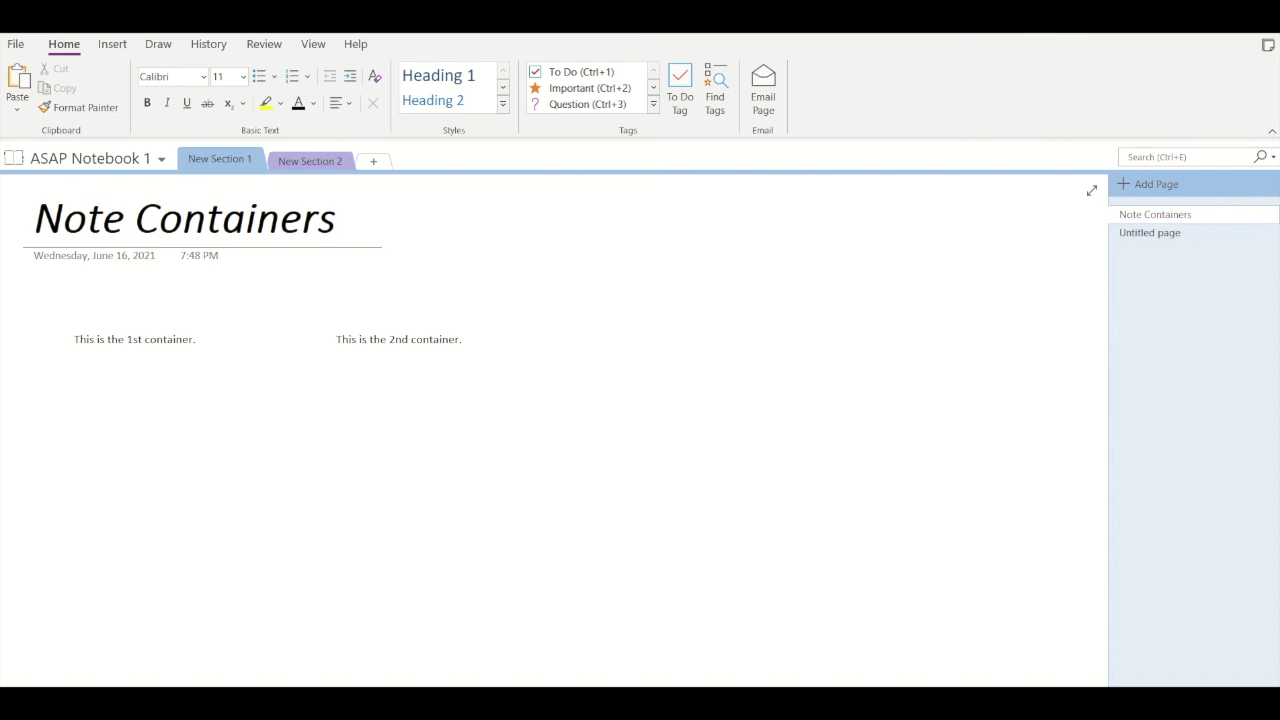 File Home Insert Draw History Review View Help
Paste
Cut
Copy
Format Painter
Clipboard
Calibri 11
B I U ab x2 A
Basic Text
Heading 1
Heading 2
Styles
To Do (Ctrl+1)
Important (Ctrl+2)
Question (Ctrl+3)
To Do
Tag
Find
Tags
Tags
Email
Page
Email
ASAP Notebook 1 New Section 1 New Section 2 +
Search (Ctrl+E)
Add Page
Note Containers
Untitled page
Note Containers
Wednesday, June 16, 2021 7:48 PM
This is the 1st container. This is the 2nd container.